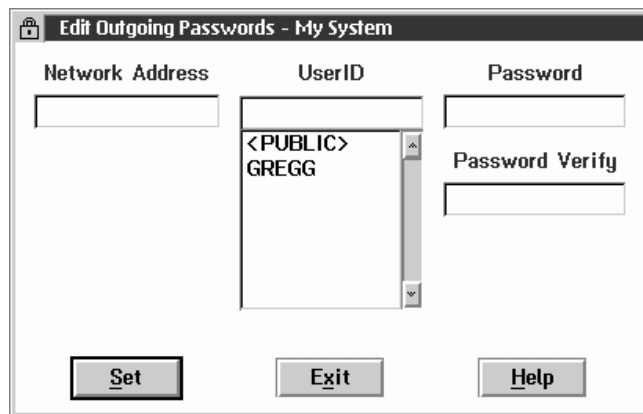 Edit Outgoing Passwords - My System
Network Address
UserID
Password
<PUBLIC>
GREGG
Password Verify
Set
Exit
Help